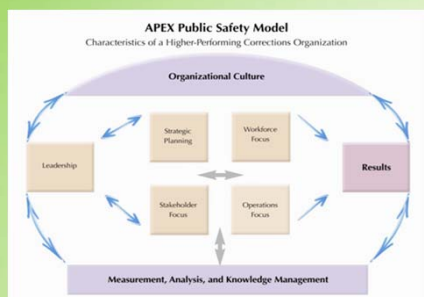 APEX Public Safety Model
Characteristics of a Higher-Performing Corrections Organization
Organizational Culture
Strategic
Planning
Workforce
Focus
Leadership
Results
Stakeholder
Focus
Operations
Focus
Measurement, Analysis, and Knowledge Management